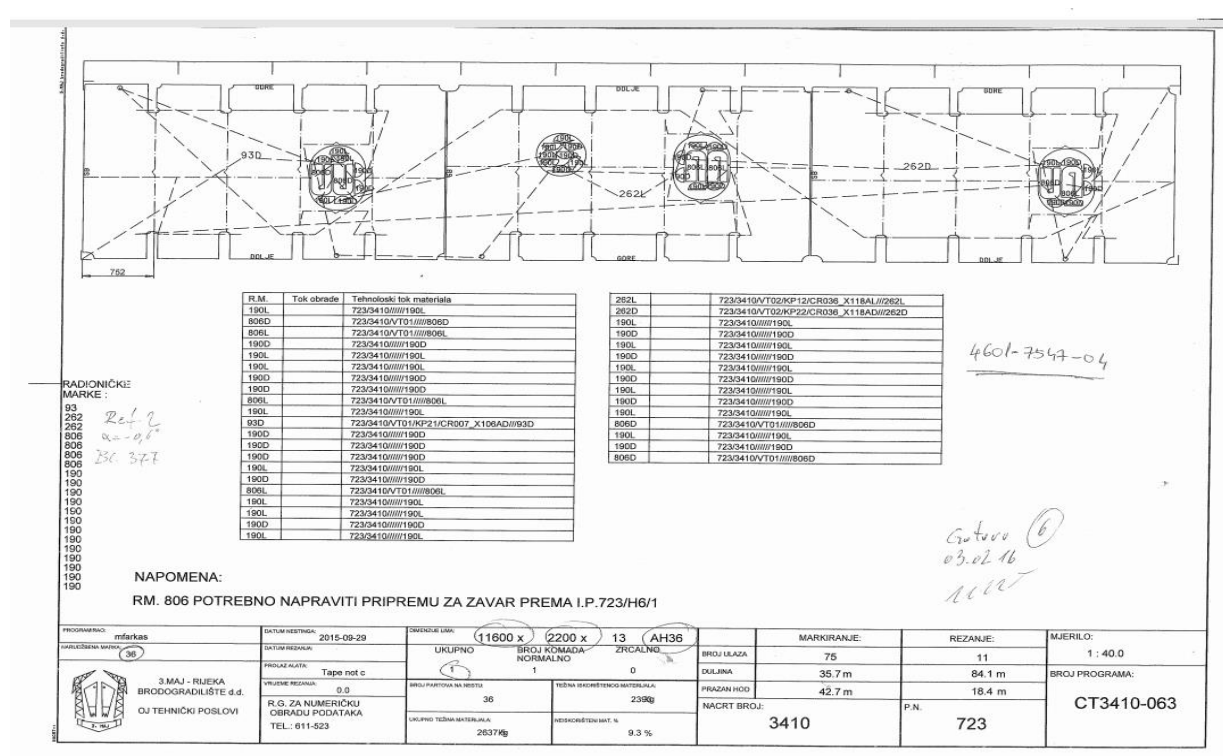 GORE
DOLJE
GORE
93D
262L
262D
DOLJE
GORE
DOLJE
752
R.M. Tok obrade Tehnoloski tok materiala
190L 723/3410//////190L
806D 723/3410/VT01/////806D
806L 723/3410/VT01/////806L
190D 723/3410//////190D
190L 723/3410//////190L
190L 723/3410//////190L
190D 723/3410//////190D
190D 723/3410//////190D
806L 723/3410/VT01/////806L
190L 723/3410//////190L
93D 723/3410/VT01/KP21/CR007_X106AD///93D
190D 723/3410//////190D
190D 723/3410//////190D
190D 723/3410//////190D
190L 723/3410//////190L
190D 723/3410//////190D
806L 723/3410/VT01/////806L
190L 723/3410//////190L
190L 723/3410//////190L
190D 723/3410//////190D
190L 723/3410//////190L
262L 723/3410/VT02/KP12/CR036_X118AL///262L
262D 723/3410/VT02/KP22/CR036_X118AD///262D
190L 723/3410//////190L
190D 723/3410//////190D
190L 723/3410//////190L
190D 723/3410//////190D
190L 723/3410//////190L
190D 723/3410//////190D
190L 723/3410//////190L
190D 723/3410//////190D
190L 723/3410//////190L
806D 723/3410/VT01/////806D
190L 723/3410//////190L
190D 723/3410//////190D
806D 723/3410/VT01/////806D
4601-7547-04
RADIONIČKE
MARKE :
93
262
262
806
806
806
806
190
190
190
190
190
190
190
190
190
190
190
190
190
Ref. 2
α=-0,6°
Bc. 377
Gotovo 6
03.02.16
NAPOMENA:
RM. 806 POTREBNO NAPRAVITI PRIPREMU ZA ZAVAR PREMA I.P.723/H6/1
PROGRAMIRAO:
mfarkas
NARUDŽBENA MARKA:
36
3.MAJ - RIJEKA
BRODOGRADILIŠTE d.d.
OJ TEHNIČKI POSLOVI
3. MAJ
DATUM NESTINGA:
2015-09-29
DATUM REZANJA:
PROLAZ ALATA:
Tape not c
VRIJEME REZANJA:
0.0
R.G. ZA NUMERIČKU
OBRADU PODATAKA
TEL.: 611-523
DIMENZIJE LIMA:
11600 x 2200 x 13 AH36
UKUPNO BROJ KOMADA ZRCALNO
NORMALNO
1 1 0
BROJ PARTOVA NA NESTU:
36
TEŽINA ISKORIŠTENOG MATERIJALA:
2393kg
UKUPNO TEŽINA MATERIJALA:
2637kg
NEISKORIŠTENI MAT. %
9.3 %
MARKIRANJE: REZANJE:
BROJ ULAZA 75 11
DULJINA 35.7 m 84.1 m
PRAZAN HOD 42.7 m 18.4 m
NACRT BROJ:
3410
P.N.
723
MJERILO:
1 : 40.0
BROJ PROGRAMA:
CT3410-063